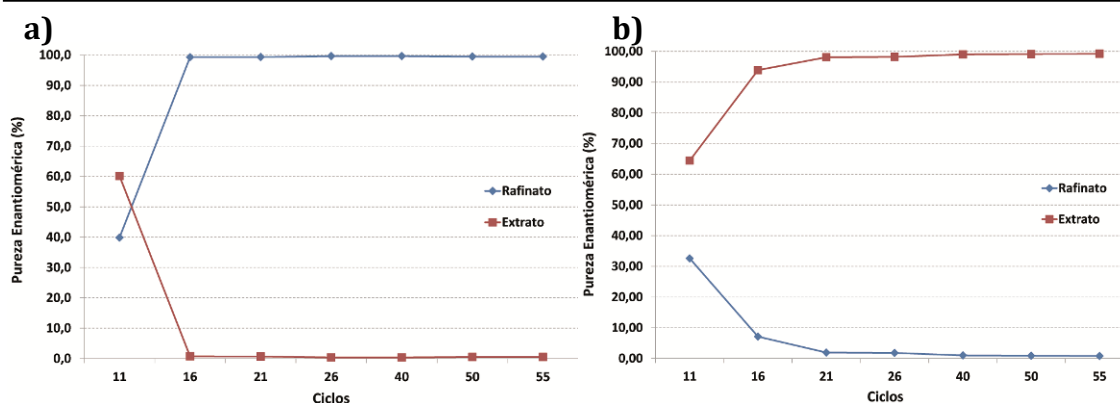 a)
100,0
90,0
80,0
70,0
60,0
50,0
40,0
30,0
20,0
10,0
0,0
Pureza Enantiomérica (%)
11 16 21 26 40 50 55
Ciclos
Rafinato
Extrato
b)
100,00
90,00
80,00
70,00
60,00
50,00
40,00
30,00
20,00
10,00
0,00
Pureza Enantiomérica (%)
11 16 21 26 40 50 55
Ciclos
Rafinato
Extrato